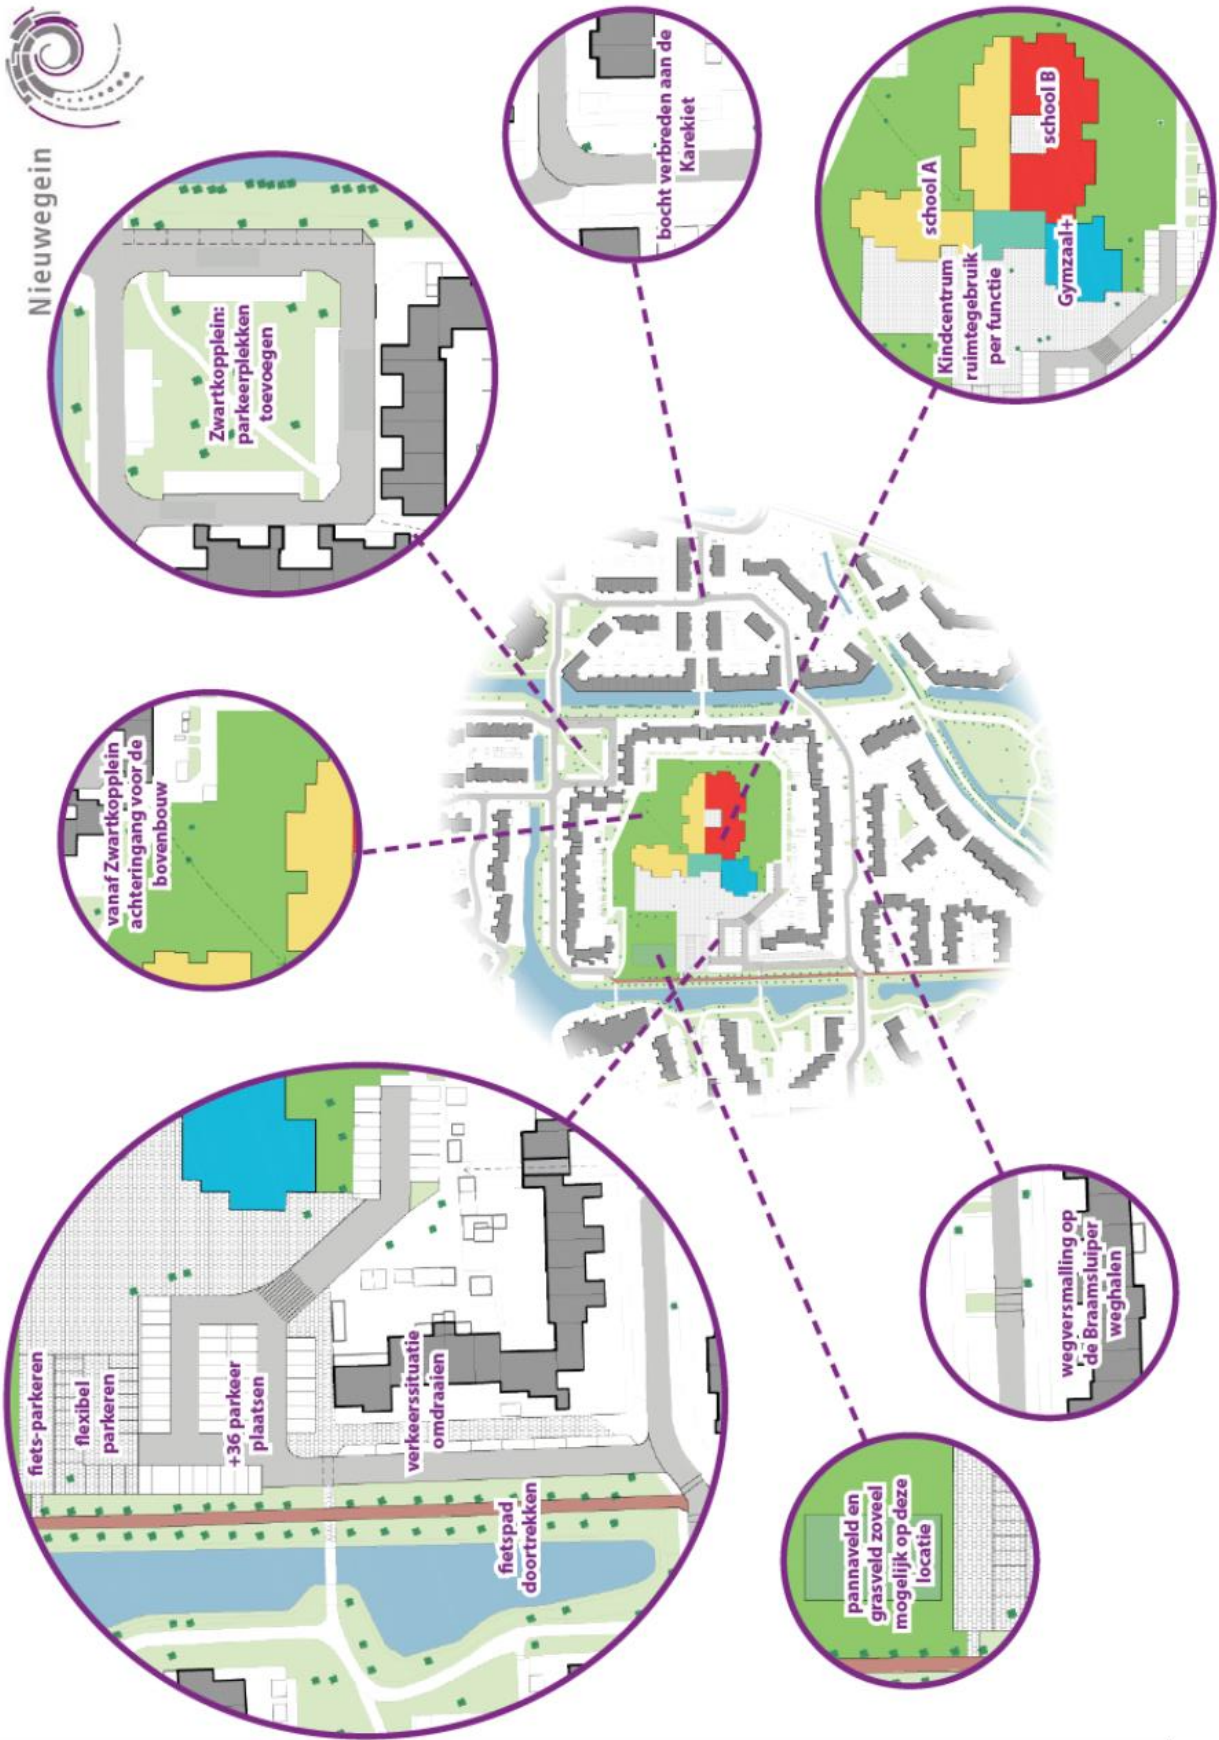 Nieuwegein
fiets-parkeren
flexibel
parkeren
+36 parkeer
plaatsen
verkeerssituatie
omdraaien
fietspad
doortrekken
vanaf Zwartkopplein
achteringang voor de
bovenbouw
Zwartkopplein:
parkeerplekken
toevoegen
bocht verbreden aan de
Karekiet
school A
school B
Kindcentrum
ruimtegebruik
per functie
Gymzaal+
pannaveld en
grasveld zoveel
mogelijk op deze
locatie
wegversmalling op
de Braamsluiper
weghalen